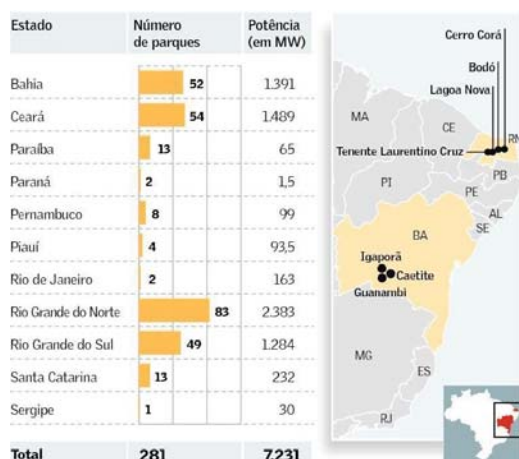 Estado Número de parques Potência (em MW)
Bahia 52 1.391
Ceará 54 1.489
Paraíba 13 65
Paraná 2 1,5
Pernambuco 8 99
Piauí 4 93,5
Rio de Janeiro 2 163
Rio Grande do Norte 83 2.383
Rio Grande do Sul 49 1.284
Santa Catarina 13 232
Sergipe 1 30
Total 281 7.231
Cerro Corá
Bodó
Lagoa Nova
MA
CE
RN
Tenente Laurentino Cruz
PB
PI
PE
AL
SE
BA
Igaporã
Caetite
Guanambi
MG
ES
RJ